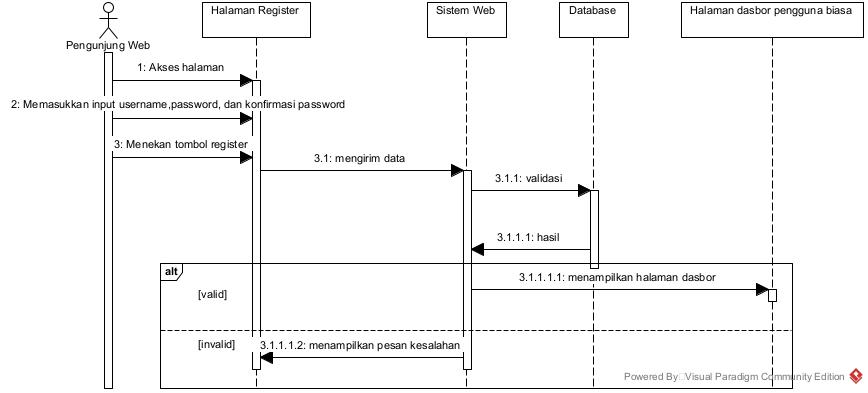 Halaman Register
Sistem Web
Database
Halaman dasbor pengguna biasa
Pengunjung Web
1: Akses halaman
2: Memasukkan input username,password, dan konfirmasi password
3: Menekan tombol register
3.1: mengirim data
3.1.1: validasi
3.1.1.1: hasil
alt
3.1.1.1.1: menampilkan halaman dasbor
[valid]
[invalid]
3.1.1.1.2: menampilkan pesan kesalahan
Powered By Visual Paradigm Community Edition